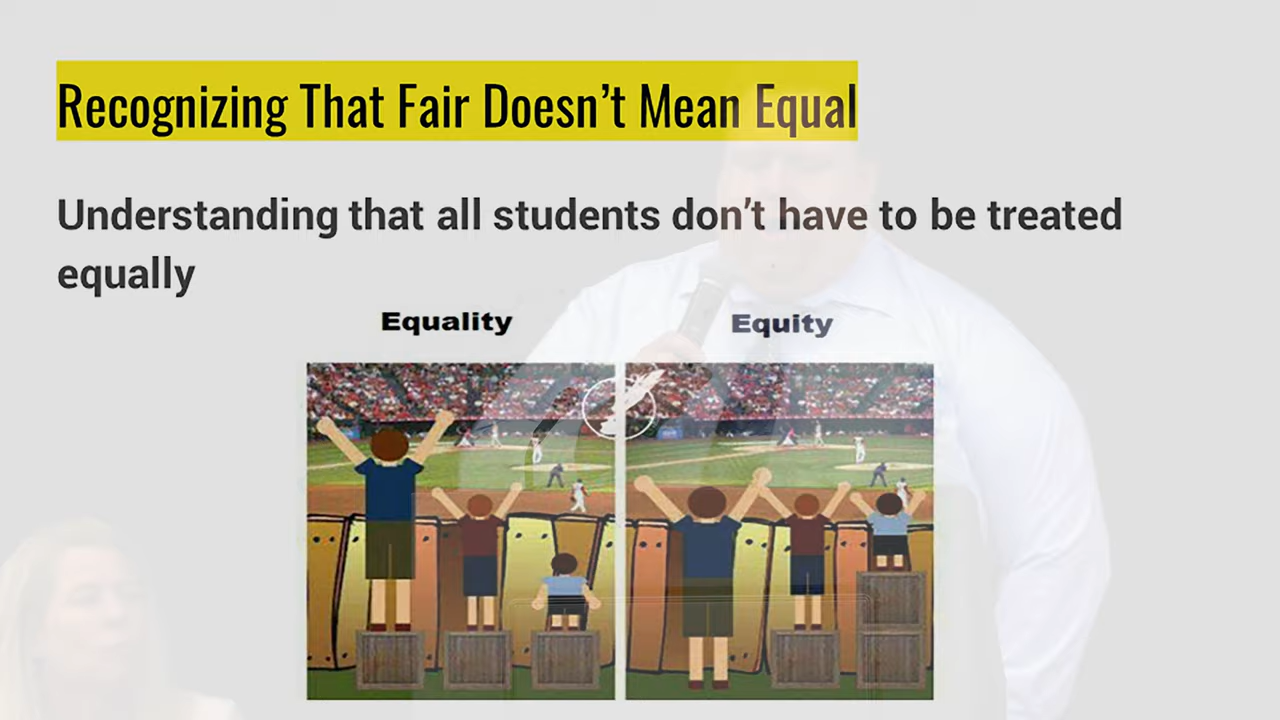 Recognizing That Fair Doesn’t Mean Equal
Understanding that all students don’t have to be treated
equally
Equality
Equity